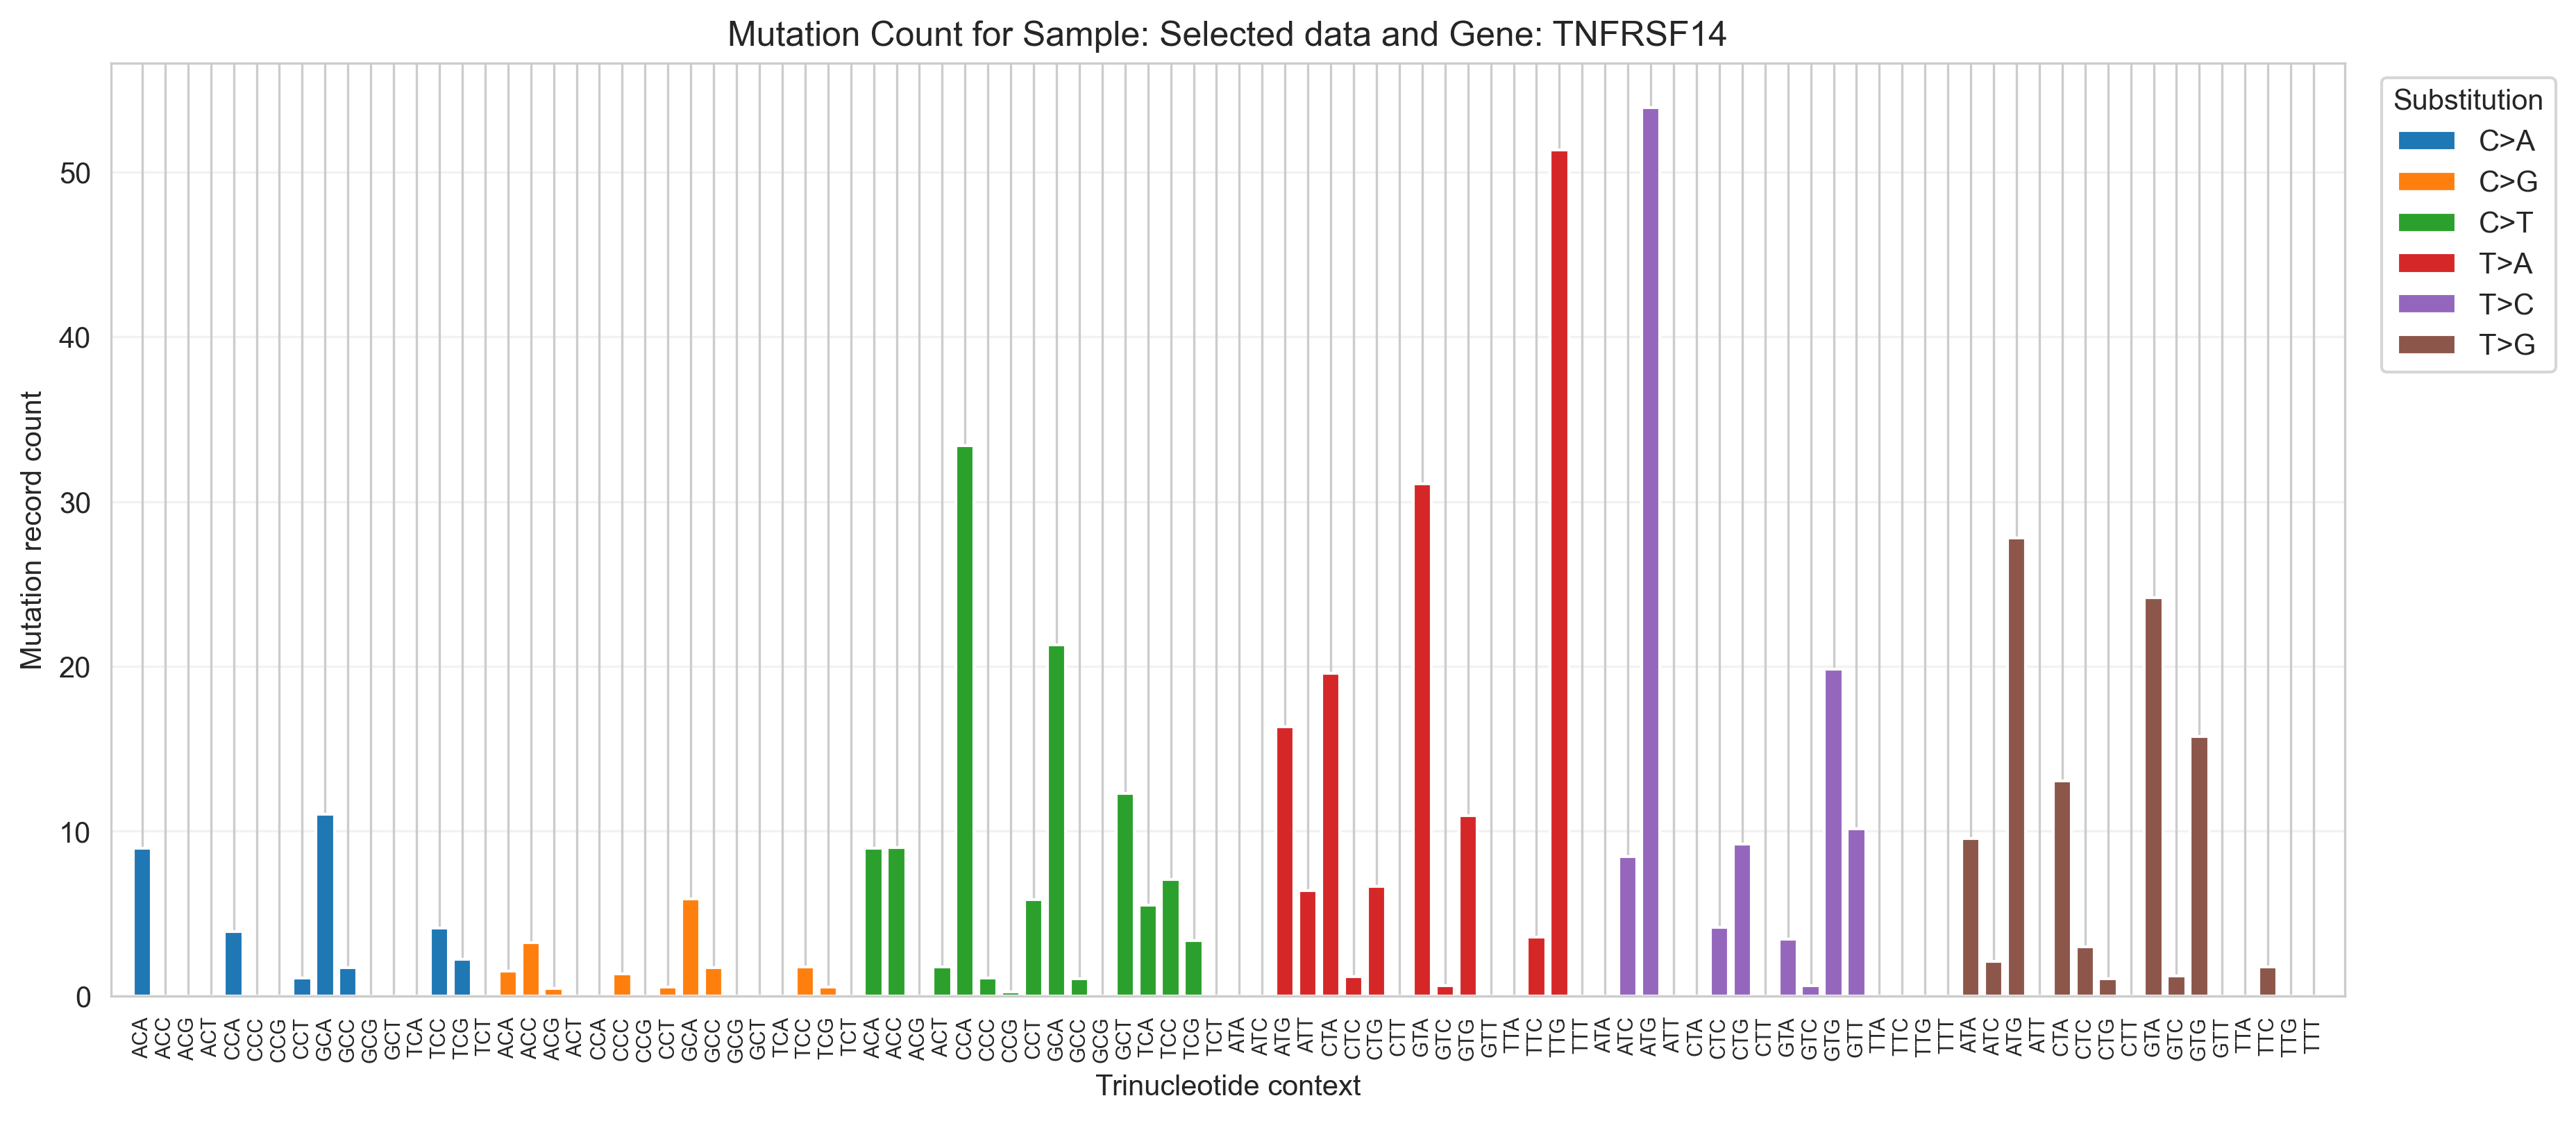 Mutation Count for Sample: Selected data and Gene: TNFRSF14
Substitution
C>A
C>G
C>T
T>A
T>C
T>G
Mutation record count
50
40
30
20
10
0
ACA ACC ACG ACT CCA CCC CCG CCT GCA GCC GCG GCT TCA TCC TCG TCT ACA ACC ACG ACT CCA CCC CCG CCT GCA GCC GCG GCT TCA TCC TCG TCT ACA ACC ACG ACT CCA CCC CCG CCT GCA GCC GCG GCT TCA TCC TCG TCT ATA ATC ATG ATT CTA CTC CTG CTT GTA GTC GTG GTT TTA TTC TTG TTT ATA ATC ATG ATT CTA CTC CTG CTT GTA GTC GTG GTT TTA TTC TTG TTT ATA ATC ATG ATT CTA CTC CTG CTT GTA GTC GTG GTT TTA TTC TTG TTT
Trinucleotide context